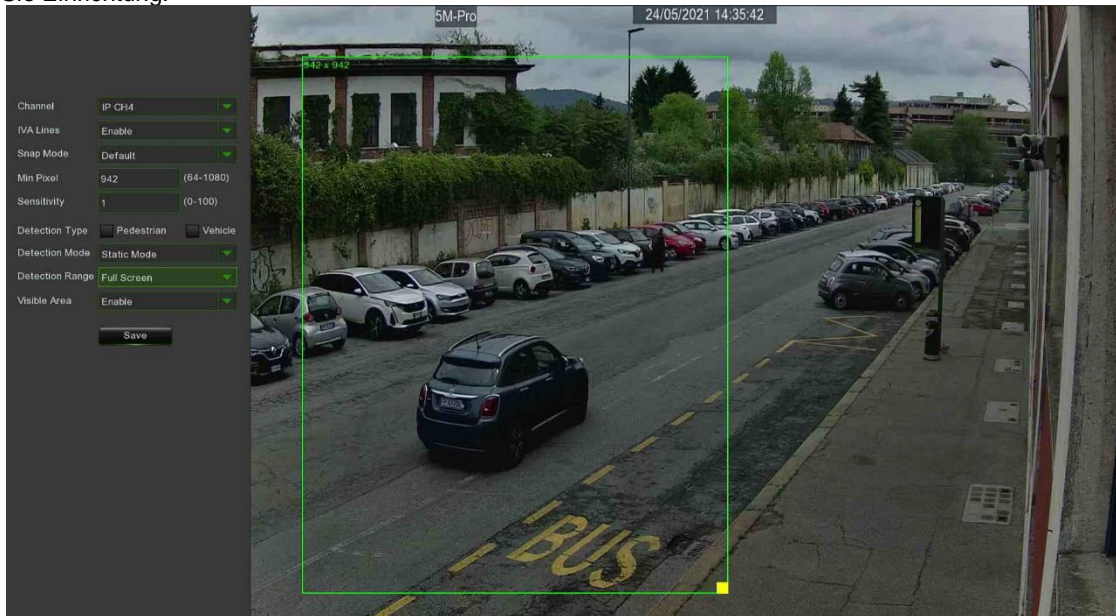 5M-Pro 24/05/2021 14:35:42
942 x 942
Channel IP CH4
IVA Lines Enable
Snap Mode Default
Min Pixel 942 (64-1080)
Sensitivity 1 (0-100)
Detection Type Pedestrian Vehicle
Detection Mode Static Mode
Detection Range Full Screen
Visible Area Enable
Save
BUS